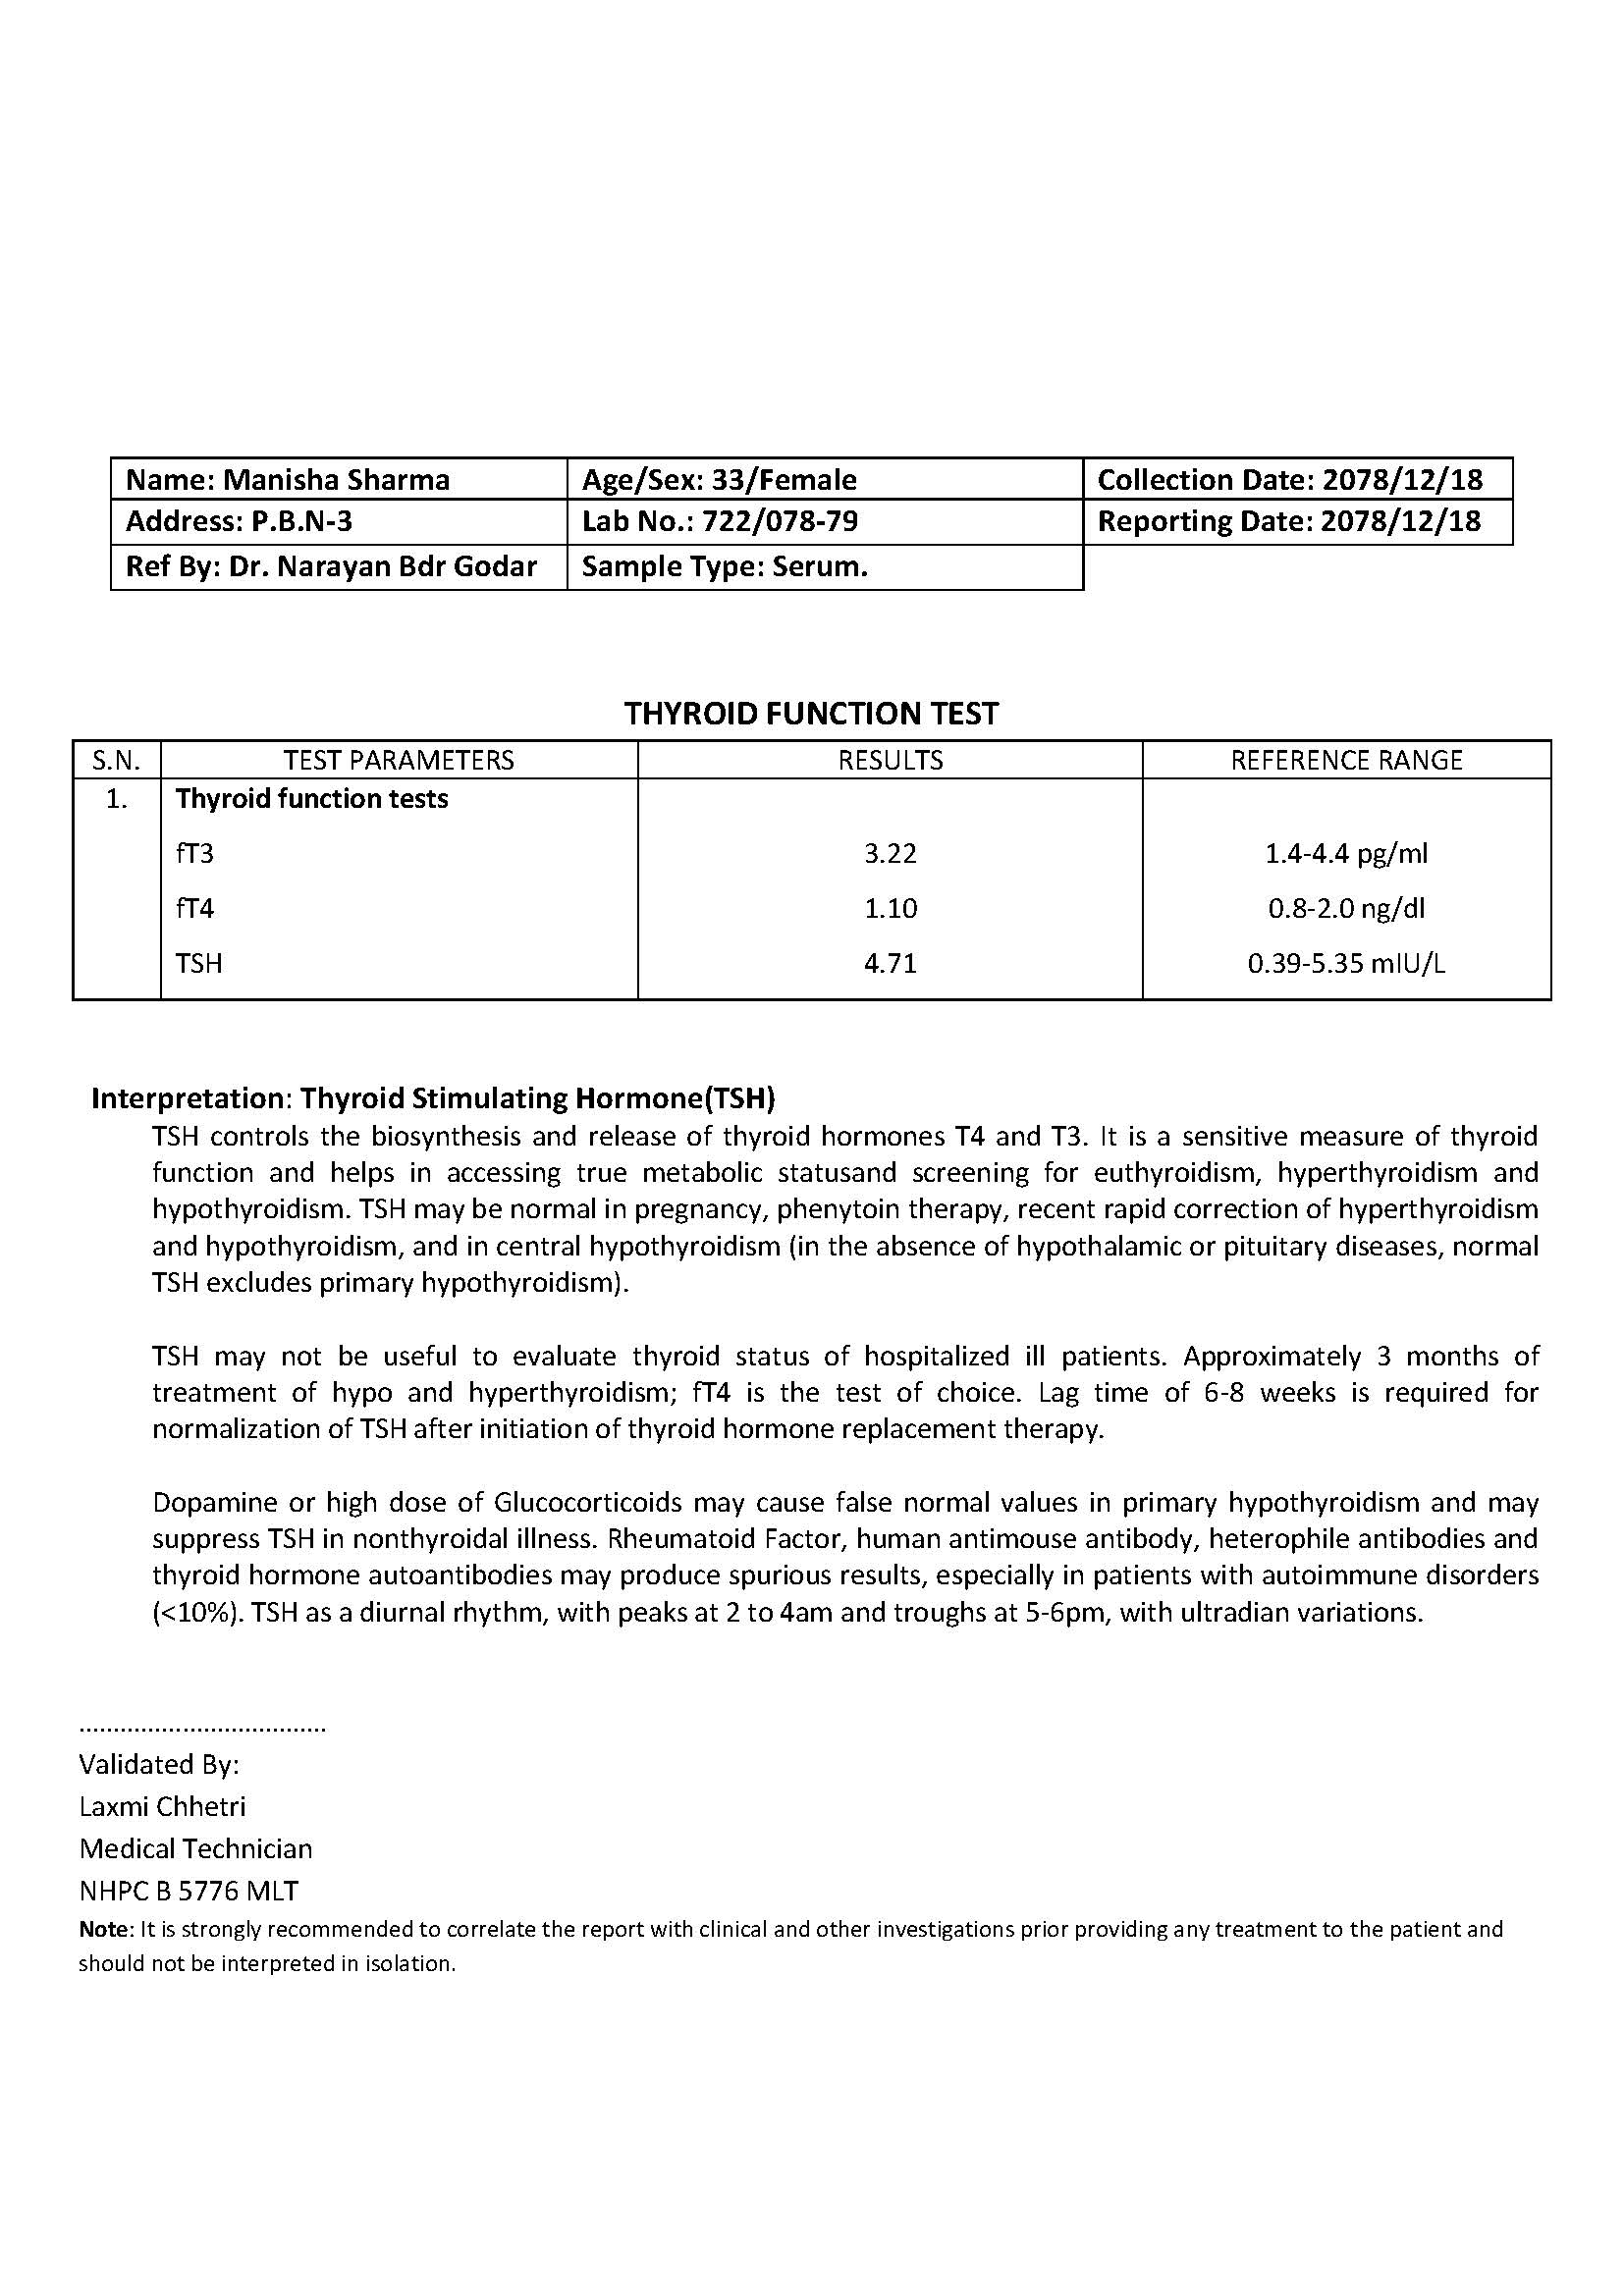 Name: Manisha Sharma Age/Sex: 33/Female Collection Date: 2078/12/18
Address: P.B.N-3 Lab No.: 722/078-79 Reporting Date: 2078/12/18
Ref By: Dr. Narayan Bdr Godar Sample Type: Serum.
THYROID FUNCTION TEST
S.N. TEST PARAMETERS RESULTS REFERENCE RANGE
1. Thyroid function tests
fT3 3.22 1.4-4.4 pg/ml
fT4 1.10 0.8-2.0 ng/dl
TSH 4.71 0.39-5.35 mIU/L
Interpretation: Thyroid Stimulating Hormone(TSH)
TSH controls the biosynthesis and release of thyroid hormones T4 and T3. It is a sensitive measure of thyroid
function and helps in accessing true metabolic statusand screening for euthyroidism, hyperthyroidism and
hypothyroidism. TSH may be normal in pregnancy, phenytoin therapy, recent rapid correction of hyperthyroidism
and hypothyroidism, and in central hypothyroidism (in the absence of hypothalamic or pituitary diseases, normal
TSH excludes primary hypothyroidism).
TSH may not be useful to evaluate thyroid status of hospitalized ill patients. Approximately 3 months of
treatment of hypo and hyperthyroidism; fT4 is the test of choice. Lag time of 6-8 weeks is required for
normalization of TSH after initiation of thyroid hormone replacement therapy.
Dopamine or high dose of Glucocorticoids may cause false normal values in primary hypothyroidism and may
suppress TSH in nonthyroidal illness. Rheumatoid Factor, human antimouse antibody, heterophile antibodies and
thyroid hormone autoantibodies may produce spurious results, especially in patients with autoimmune disorders
(<10%). TSH as a diurnal rhythm, with peaks at 2 to 4am and troughs at 5-6pm, with ultradian variations.
....................................
Validated By:
Laxmi Chhetri
Medical Technician
NHPC B 5776 MLT
Note: It is strongly recommended to correlate the report with clinical and other investigations prior providing any treatment to the patient and
should not be interpreted in isolation.